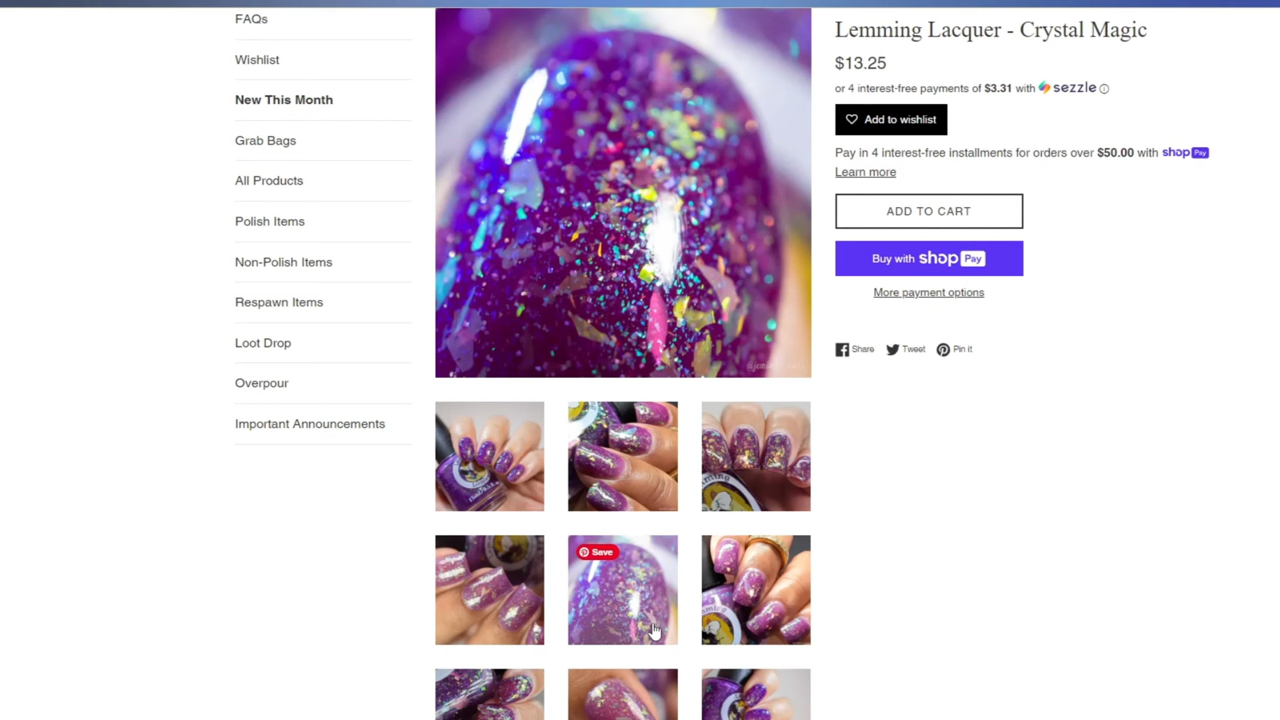 FAQs
Wishlist
New This Month
Grab Bags
All Products
Polish Items
Non-Polish Items
Respawn Items
Loot Drop
Overpour
Important Announcements
Save
Lemming Lacquer - Crystal Magic
$13.25
or 4 interest-free payments of $3.31 with sezzle
Add to wishlist
Pay in 4 interest-free installments for orders over $50.00 with shop Pay
Learn more
ADD TO CART
Buy with shop Pay
More payment options
Share Tweet Pin it